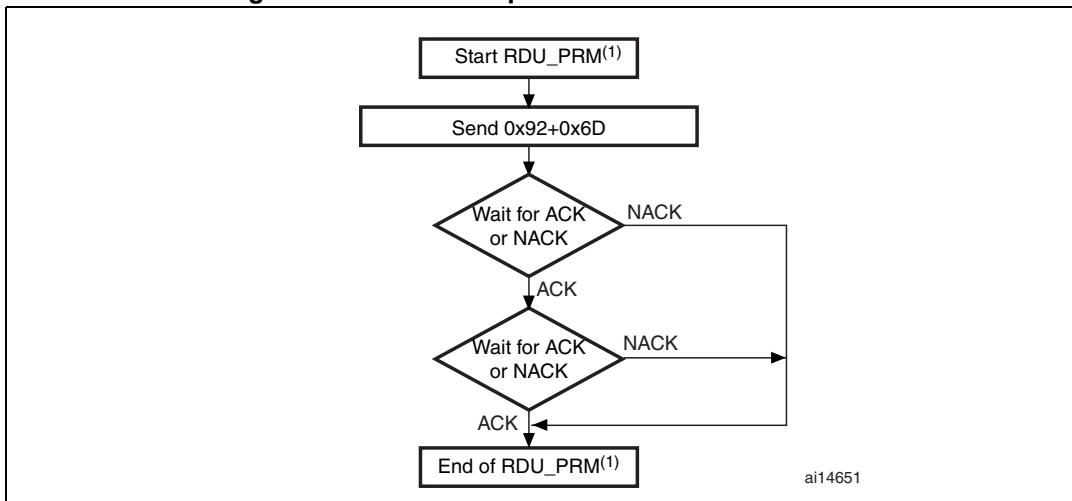 Start RDU_PRM(1)
Send 0x92+0x6D
Wait for ACK
or NACK
NACK
ACK
Wait for ACK
or NACK
NACK
ACK
End of RDU_PRM(1)
ai14651